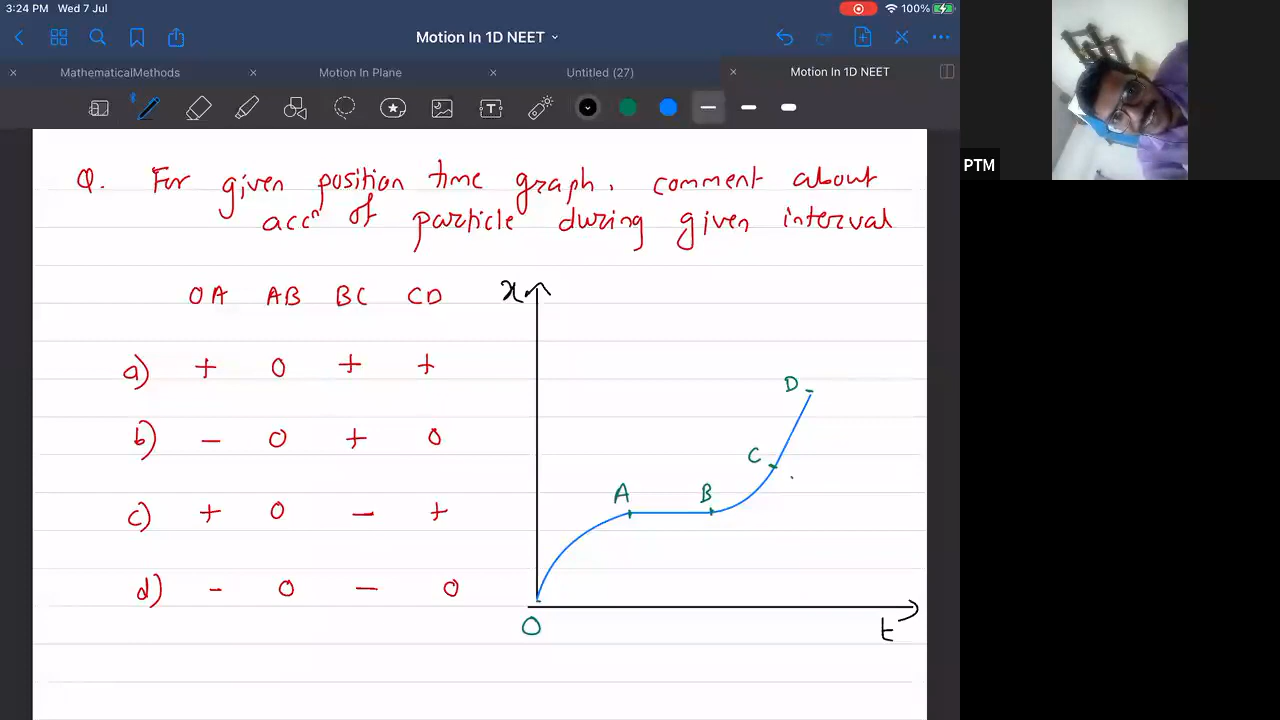 3:24 PM Wed 7 Jul
100%
Motion In 1D NEET
MathematicalMethods
Motion In Plane
Untitled (27)
Motion In 1D NEET
PTM
Q. For given position time graph. comment about
accⁿ of particle during given interval
OA AB BC CD
a) + 0 + +
b) - 0 + 0
c) + 0 - +
d) - 0 - 0
x
D
C
A B
O
t